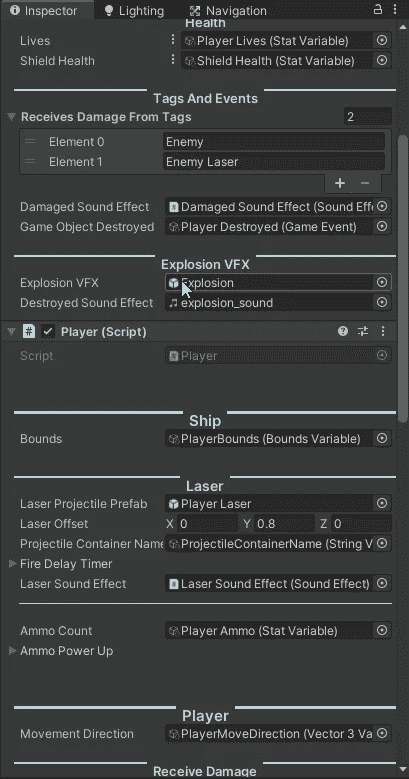 Inspector Lighting Navigation
Health
Lives Player Lives (Stat Variable)
Shield Health Shield Health (Stat Variable)
Tags And Events
Receives Damage From Tags 2
Element 0 Enemy
Element 1 Enemy Laser
+ −
Damaged Sound Effect Damaged Sound Effect (Sound Eff
Game Object Destroyed Player Destroyed (Game Event)
Explosion VFX
Explosion VFX Explosion
Destroyed Sound Effect explosion_sound
# Player (Script)
Script Player
Ship
Bounds PlayerBounds (Bounds Variable)
Laser
Laser Projectile Prefab Player Laser
Laser Offset X 0 Y 0.8 Z 0
Projectile Container Name ProjectileContainerName (String V
Fire Delay Timer
Laser Sound Effect Laser Sound Effect (Sound Effect)
Ammo Count Player Ammo (Stat Variable)
Ammo Power Up
Player
Movement Direction PlayerMoveDirection (Vector 3 Va
Receive Damage